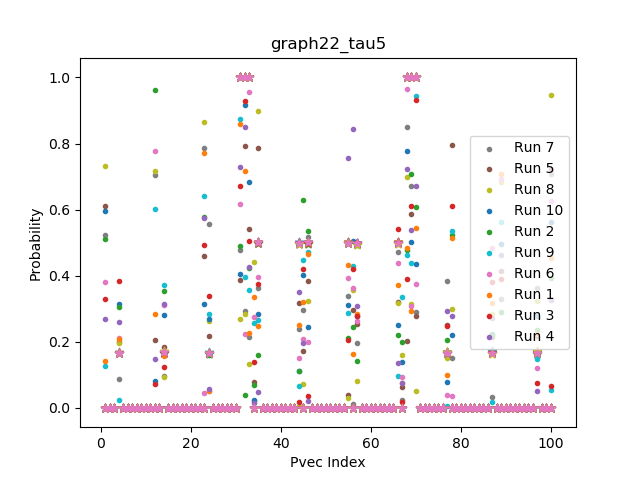 graph22_tau5
1.0
0.8
0.6
0.4
0.2
0.0
Probability
0
20
40
60
80
100
Pvec Index
Run 7
Run 5
Run 8
Run 10
Run 2
Run 9
Run 6
Run 1
Run 3
Run 4